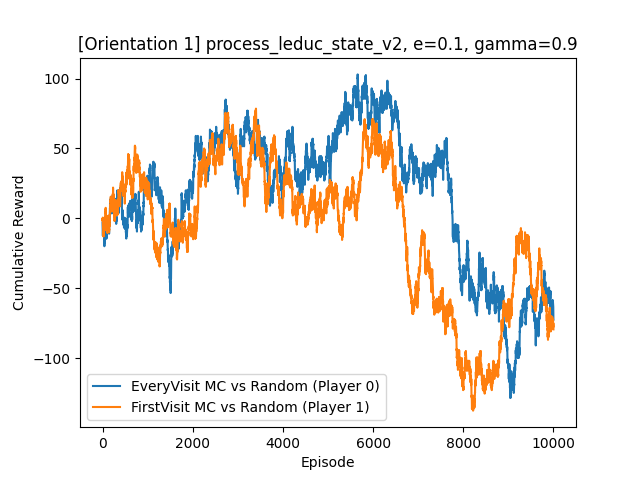 [Orientation 1] process_leduc_state_v2, e=0.1, gamma=0.9
Cumulative Reward
100
50
0
−50
−100
EveryVisit MC vs Random (Player 0)
FirstVisit MC vs Random (Player 1)
0 2000 4000 6000 8000 10000
Episode